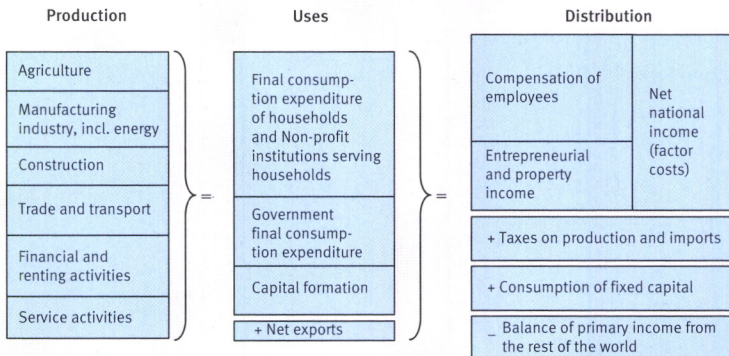 Production
Agriculture
Manufacturing
industry, incl. energy
Construction
Trade and transport
Financial and
renting activities
Service activities
=
Uses
Final consump-
tion expenditure
of households
and Non-profit
institutions serving
households
Government
final consump-
tion expenditure
Capital formation
+ Net exports
=
Distribution
Compensation of
employees
Entrepreneurial
and property
income
Net
national
income
(factor
costs)
+ Taxes on production and imports
+ Consumption of fixed capital
_ Balance of primary income from
the rest of the world